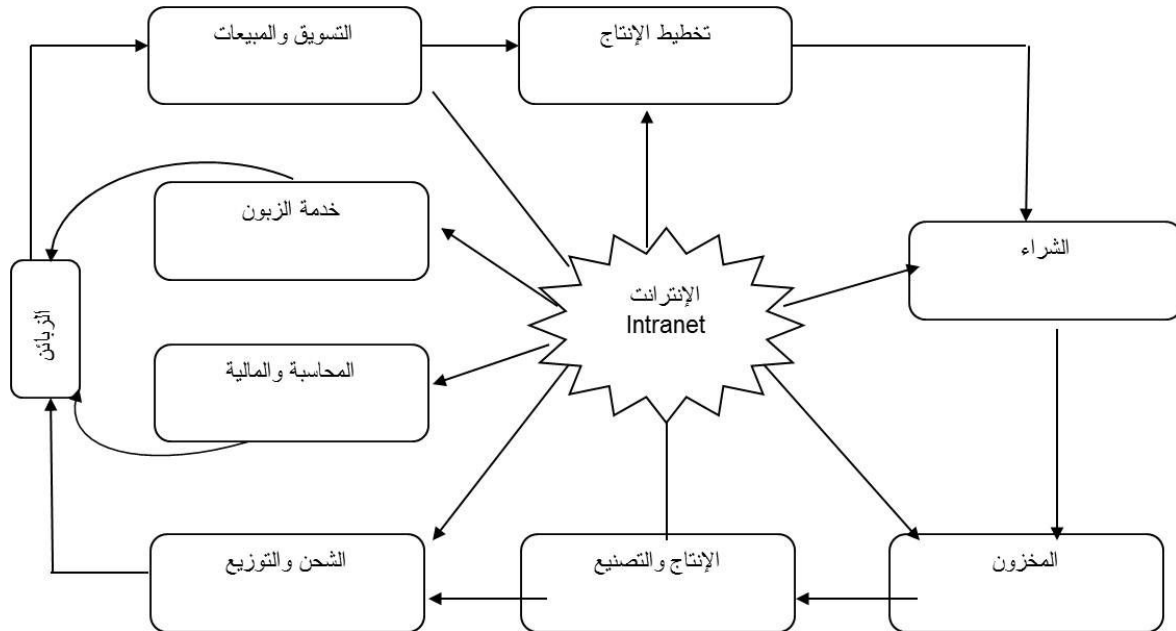 التسويق والمبيعات
تخطيط الإنتاج
خدمة الزبون
الشراء
الإنترانت
Intranet
الزبائن
المحاسبة والمالية
الشحن والتوزيع
الإنتاج والتصنيع
المخزون